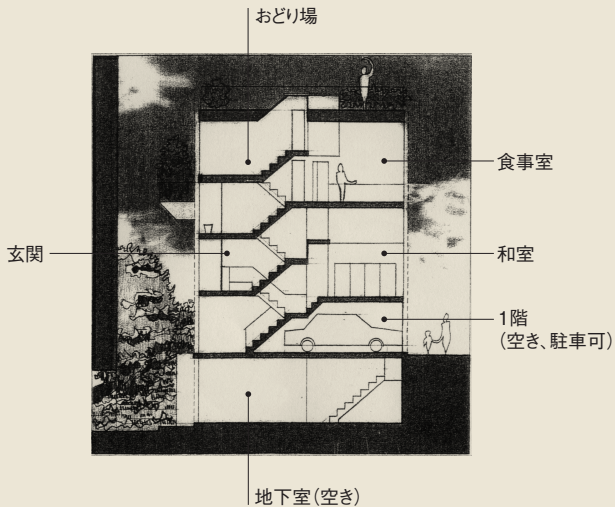 おどり場
食事室
玄関
和室
1階
(空き、駐車可)
地下室(空き)